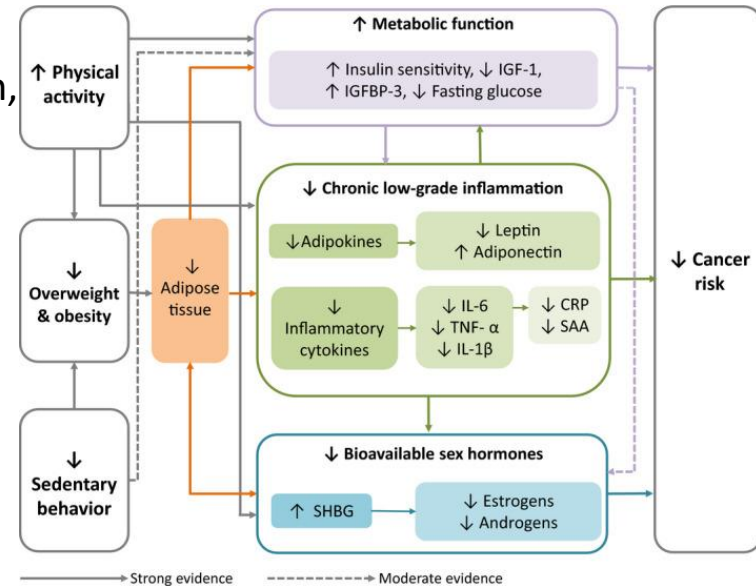 n,
↑ Physical
activity
↓
Overweight
& obesity
↓
Sedentary
behavior
↓
Adipose
tissue
↑ Metabolic function
↑ Insulin sensitivity, ↓ IGF-1,
↑ IGFBP-3, ↓ Fasting glucose
↓ Chronic low-grade inflammation
↓Adipokines
↓ Leptin
↑ Adiponectin
↓
Inflammatory
cytokines
↓ IL-6
↓ TNF- α
↓ IL-1β
↓ CRP
↓ SAA
↓ Bioavailable sex hormones
↑ SHBG
↓ Estrogens
↓ Androgens
↓ Cancer
risk
Strong evidence
Moderate evidence